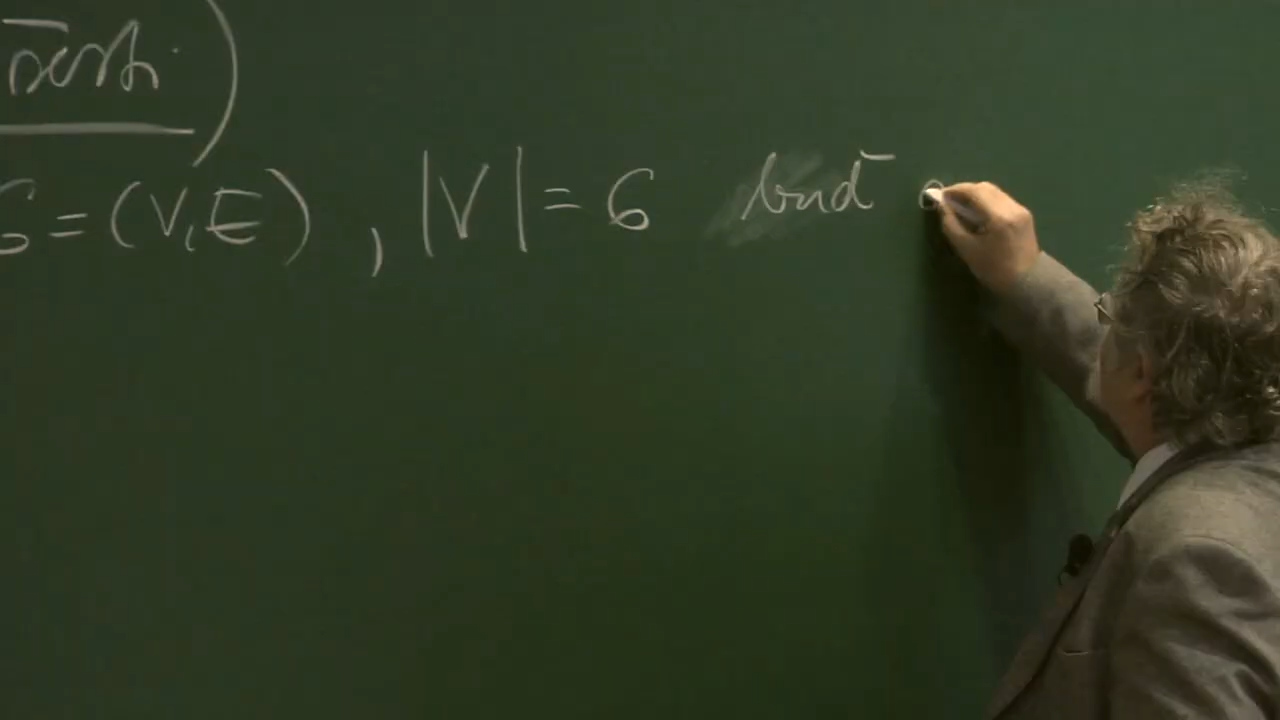 G = (V, E) , |V| = 6 buď